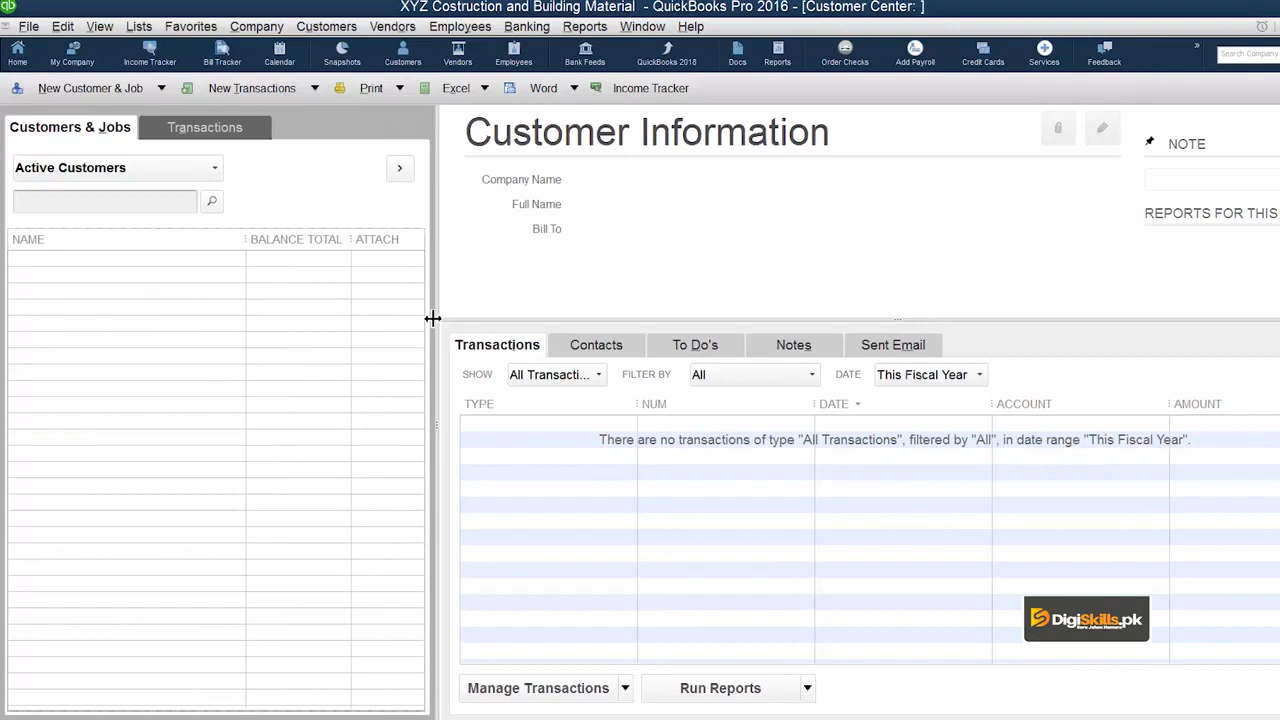 XYZ Costruction and Building Material - QuickBooks Pro 2016 - [Customer Center: ]
File Edit View Lists Favorites Company Customers Vendors Employees Banking Reports Window Help
Home My Company Income Tracker Bill Tracker Calendar Snapshots Customers Vendors Employees Bank Feeds QuickBooks 2018 Docs Reports Order Checks Add Payroll Credit Cards Services Feedback Search Company
New Customer & Job New Transactions Print Excel Word Income Tracker
Customers & Jobs Transactions
Active Customers
NAME BALANCE TOTAL ATTACH
Customer Information
Company Name
Full Name
Bill To
NOTE
REPORTS FOR THIS
Transactions Contacts To Do's Notes Sent Email
SHOW All Transacti... FILTER BY All DATE This Fiscal Year
TYPE NUM DATE ACCOUNT AMOUNT
There are no transactions of type "All Transactions", filtered by "All", in date range "This Fiscal Year".
DigiSkills.pk
Manage Transactions Run Reports